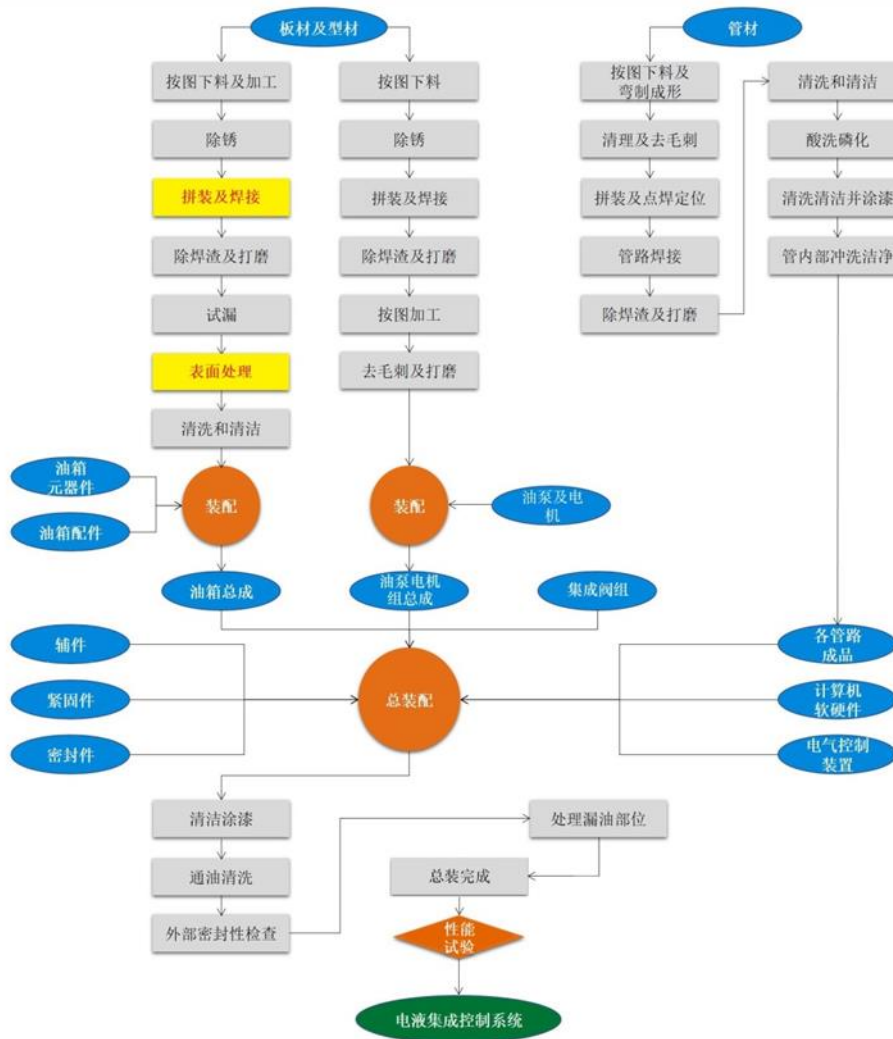 板材及型材
管材
按图下料及加工
除锈
拼装及焊接
除焊渣及打磨
试漏
表面处理
清洗和清洁
按图下料
除锈
拼装及焊接
除焊渣及打磨
按图加工
去毛刺及打磨
按图下料及
弯制成形
清理及去毛刺
拼装及点焊定位
管路焊接
除焊渣及打磨
清洗和清洁
酸洗磷化
清洗清洁并涂漆
管内部冲洗洁净
油箱
元器件
油箱配件
装配
装配
油泵及电
机
油箱总成
油泵电机
组总成
集成阀组
辅件
紧固件
密封件
总装配
各管路
成品
计算机
软硬件
电气控制
装置
清洁涂漆
通油清洗
外部密封性检查
处理漏油部位
总装完成
性能
试验
电液集成控制系统